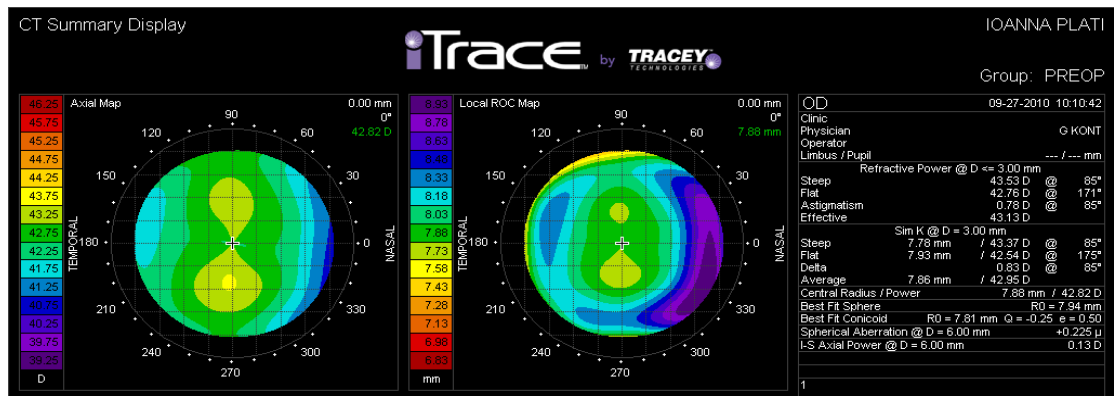 CT Summary Display
IOANNA PLATI
iTrace™ by TRACEY™
TECHNOLOGIES
Group: PREOP
Axial Map 0.00 mm
0°
42.82 D
46.25
45.75
45.25
44.75
44.25
43.75
43.25
42.75
42.25
41.75
41.25
40.75
40.25
39.75
39.25
D
90
120 60
150 30
TEMPORAL 180 0 NASAL
210
240 300
270
Local ROC Map 0.00 mm
0°
7.88 mm
8.93
8.78
8.63
8.48
8.33
8.18
8.03
7.88
7.73
7.58
7.43
7.28
7.13
6.98
6.83
mm
90
120 60
150 30
TEMPORAL 180 0 NASAL
210 330
240 300
270
OD 09-27-2010 10:10:42
Clinic
Physician G KONT
Operator
Limbus / Pupil --- / --- mm
Refractive Power @ D <= 3.00 mm
Steep 43.53 D @ 85°
Flat 42.76 D @ 171°
Astigmatism 0.78 D @ 85°
Effective 43.13 D
Sim K @ D = 3.00 mm
Steep 7.78 mm / 43.37 D @ 85°
Flat 7.93 mm / 42.54 D @ 175°
Delta 0.83 D @ 85°
Average 7.86 mm / 42.95 D
Central Radius / Power 7.88 mm / 42.82 D
Best Fit Sphere R0 = 7.94 mm
Best Fit Conicoid R0 = 7.81 mm Q = -0.25 e = 0.50
Spherical Aberration @ D = 6.00 mm +0.225 µ
I-S Axial Power @ D = 6.00 mm 0.13 D
1